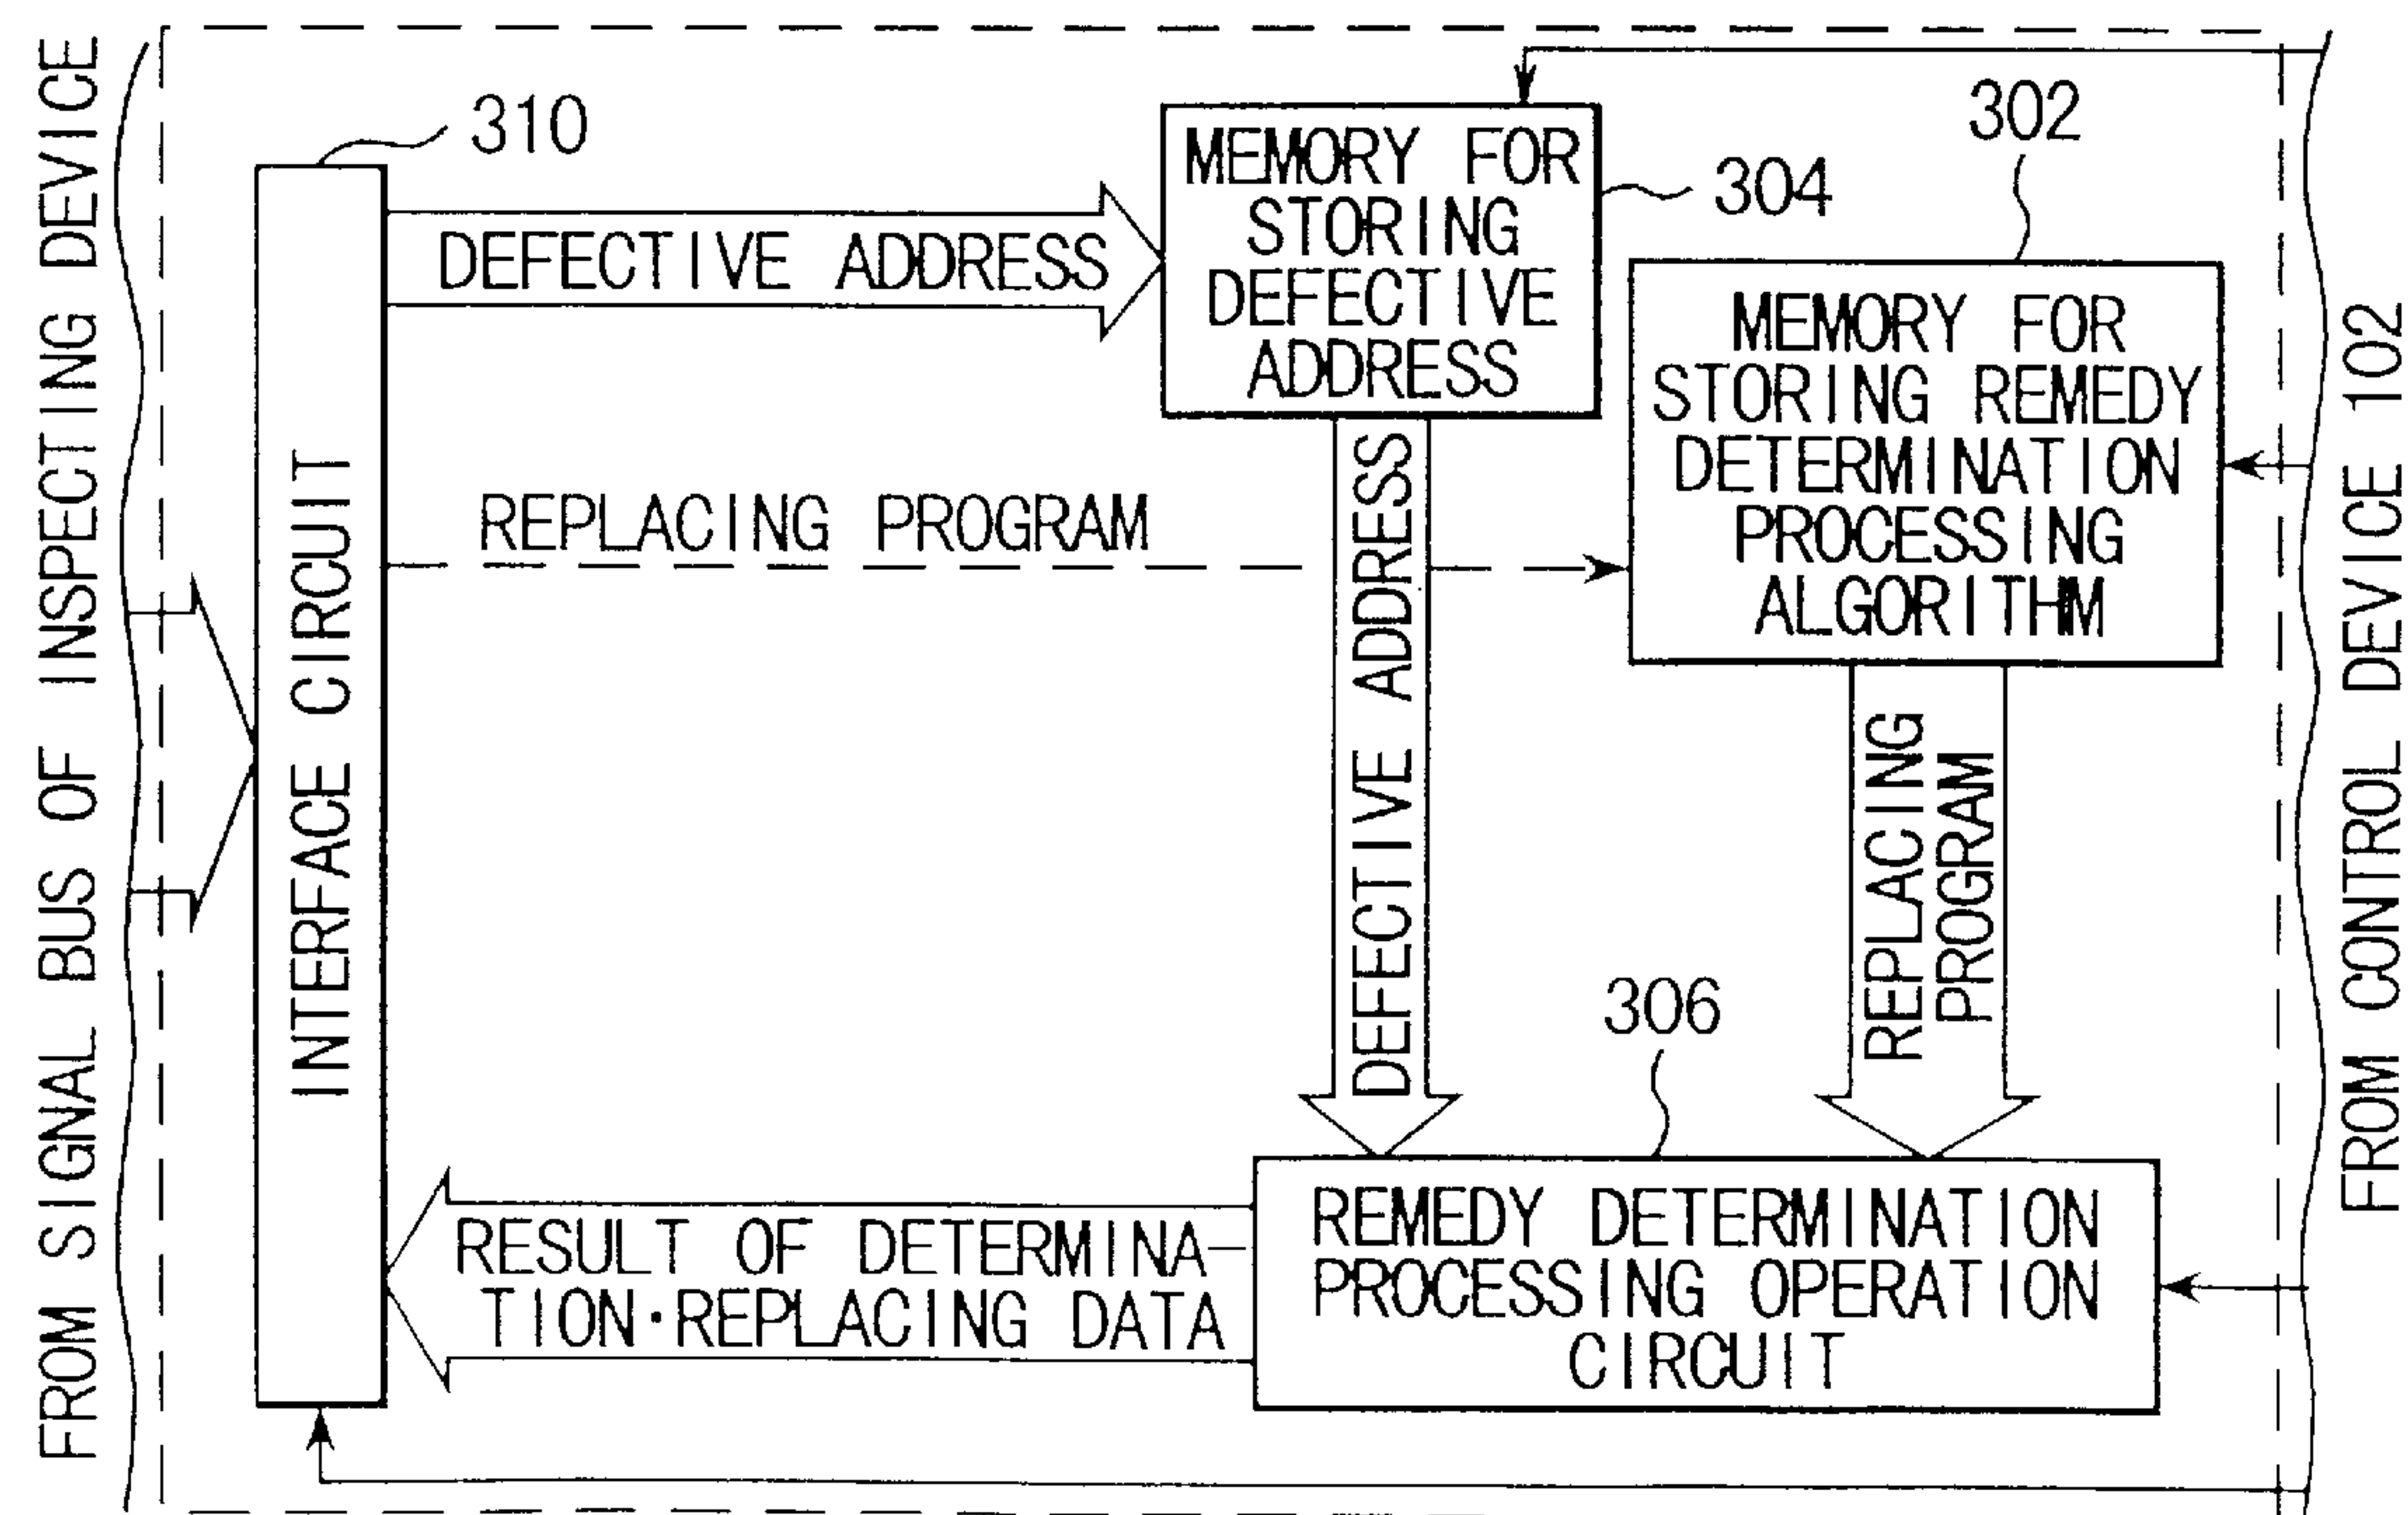 FROM SIGNAL BUS OF INSPECTING DEVICE
310
INTERFACE CIRCUIT
DEFECTIVE ADDRESS
MEMORY FOR
STORING
DEFECTIVE
ADDRESS
304
302
MEMORY FOR
STORING REMEDY
DETERMINATION
PROCESSING
ALGORITHM
REPLACING PROGRAM
DEFECTIVE ADDRESS
REPLACING
PROGRAM
306
REMEDY DETERMINATION
PROCESSING OPERATION
CIRCUIT
RESULT OF DETERMINA-
TION·REPLACING DATA
FROM CONTROL DEVICE 102